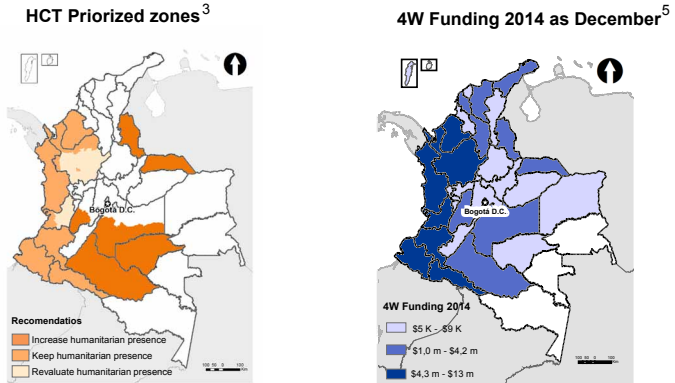 HCT Priorized zones3
Bogotá D.C.
Recomendatios
Increase humanitarian presence
Keep humanitarian presence
Revaluate humanitarian presence
4W Funding 2014 as December5
Bogotá D.C.
4W Funding 2014
$5 K - $9 K
$1,0 m - $4,2 m
$4,3 m - $13 m